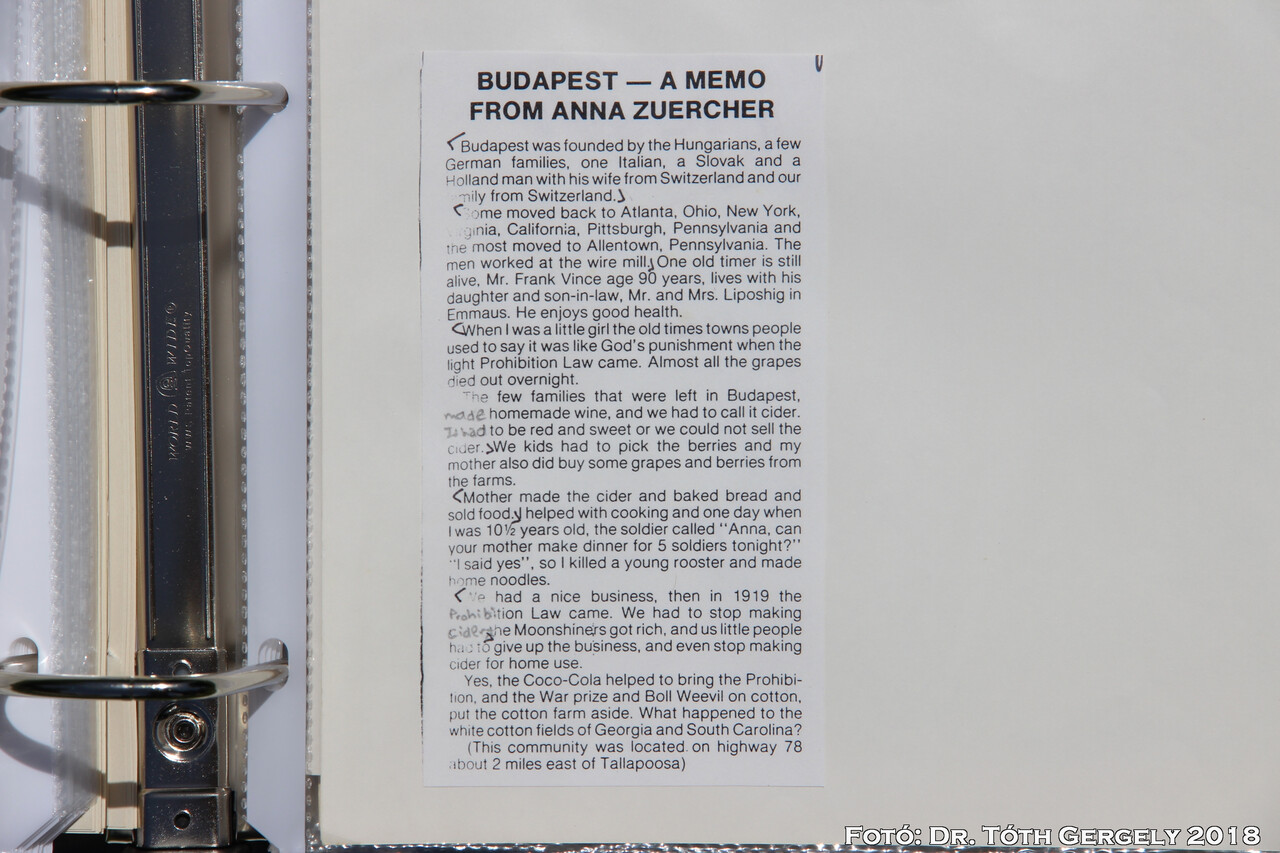 BUDAPEST — A MEMO
FROM ANNA ZUERCHER
Budapest was founded by the Hungarians, a few
German families, one Italian, a Slovak and a
Holland man with his wife from Switzerland and our
mily from Switzerland.
ome moved back to Atlanta, Ohio, New York,
ginia, California, Pittsburgh, Pennsylvania and
the most moved to Allentown, Pennsylvania. The
men worked at the wire mill. One old timer is still
alive, Mr. Frank Vince age 90 years, lives with his
daughter and son-in-law, Mr. and Mrs. Liposhig in
Emmaus. He enjoys good health.
When I was a little girl the old times towns people
used to say it was like God's punishment when the
light Prohibition Law came. Almost all the grapes
died out overnight.
The few families that were left in Budapest,
made homemade wine, and we had to call it cider.
It had to be red and sweet or we could not sell the
cider. We kids had to pick the berries and my
mother also did buy some grapes and berries from
the farms.
Mother made the cider and baked bread and
sold food. I helped with cooking and one day when
I was 10½ years old, the soldier called "Anna, can
your mother make dinner for 5 soldiers tonight?"
"I said yes", so I killed a young rooster and made
home noodles.
We had a nice business, then in 1919 the
Prohibition Law came. We had to stop making
cider, the Moonshiners got rich, and us little people
had to give up the business, and even stop making
cider for home use.
Yes, the Coco-Cola helped to bring the Prohibi-
tion, and the War prize and Boll Weevil on cotton,
put the cotton farm aside. What happened to the
white cotton fields of Georgia and South Carolina?
(This community was located on highway 78
about 2 miles east of Tallapoosa)
WORLD WIDE
Fotó: Dr. Tóth Gergely 2018